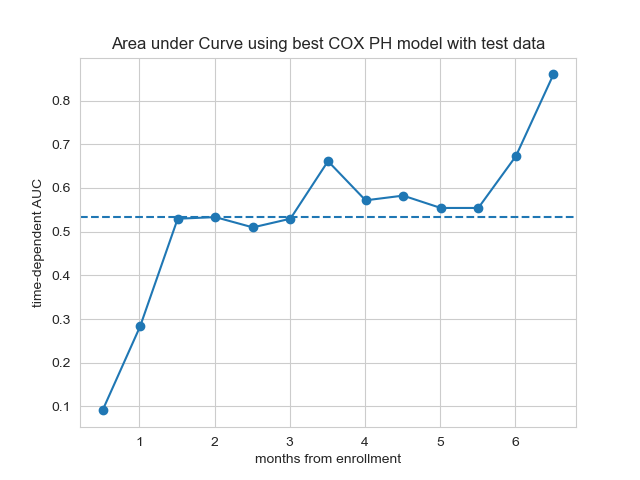 Area under Curve using best COX PH model with test data
time-dependent AUC
0.8
0.7
0.6
0.5
0.4
0.3
0.2
0.1
1 2 3 4 5 6
months from enrollment